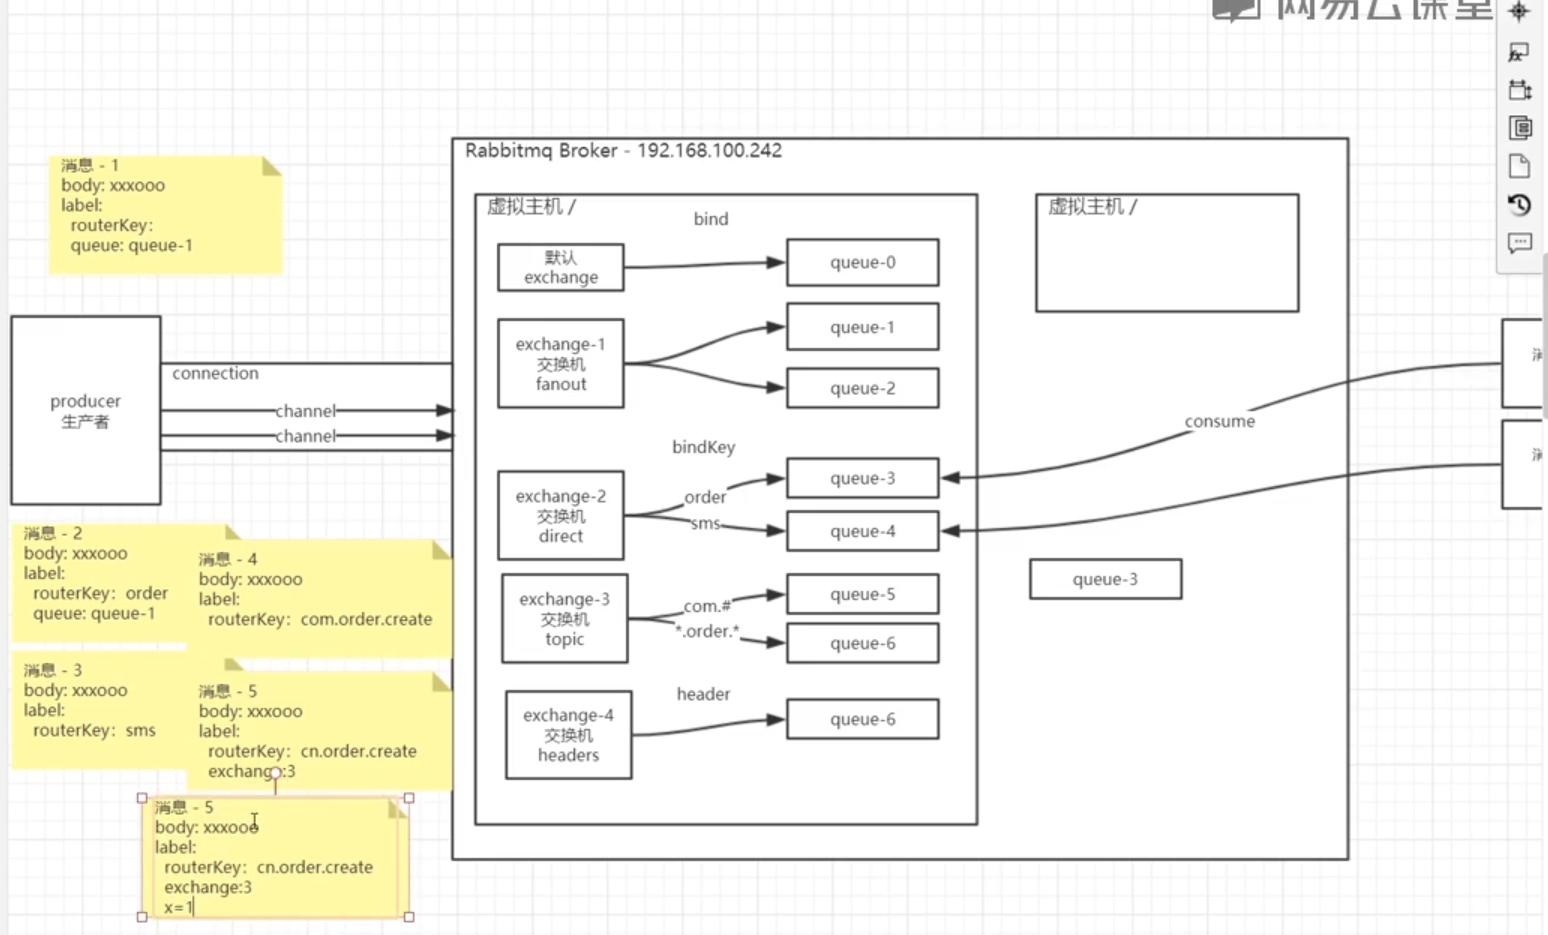 网易云课堂
Rabbitmq Broker - 192.168.100.242
消息 - 1
body: xxxooo
label:
routerKey:
queue: queue-1
虚拟主机 /
bind
虚拟主机 /
默认
exchange
queue-0
exchange-1
交换机
fanout
queue-1
queue-2
connection
producer
生产者
channel
channel
consume
bindKey
exchange-2
交换机
direct
order
sms
queue-3
queue-4
queue-3
消息 - 2
body: xxxooo
label:
routerKey: order
queue: queue-1
消息 - 4
body: xxxooo
label:
routerKey: com.order.create
exchange-3
交换机
topic
com.#
*.order.*
queue-5
queue-6
消息 - 3
body: xxxooo
label:
routerKey: sms
消息 - 5
body: xxxooo
label:
routerKey: cn.order.create
exchange:3
header
exchange-4
交换机
headers
queue-6
消息 - 5
body: xxxooo
label:
routerKey: cn.order.create
exchange:3
x=1